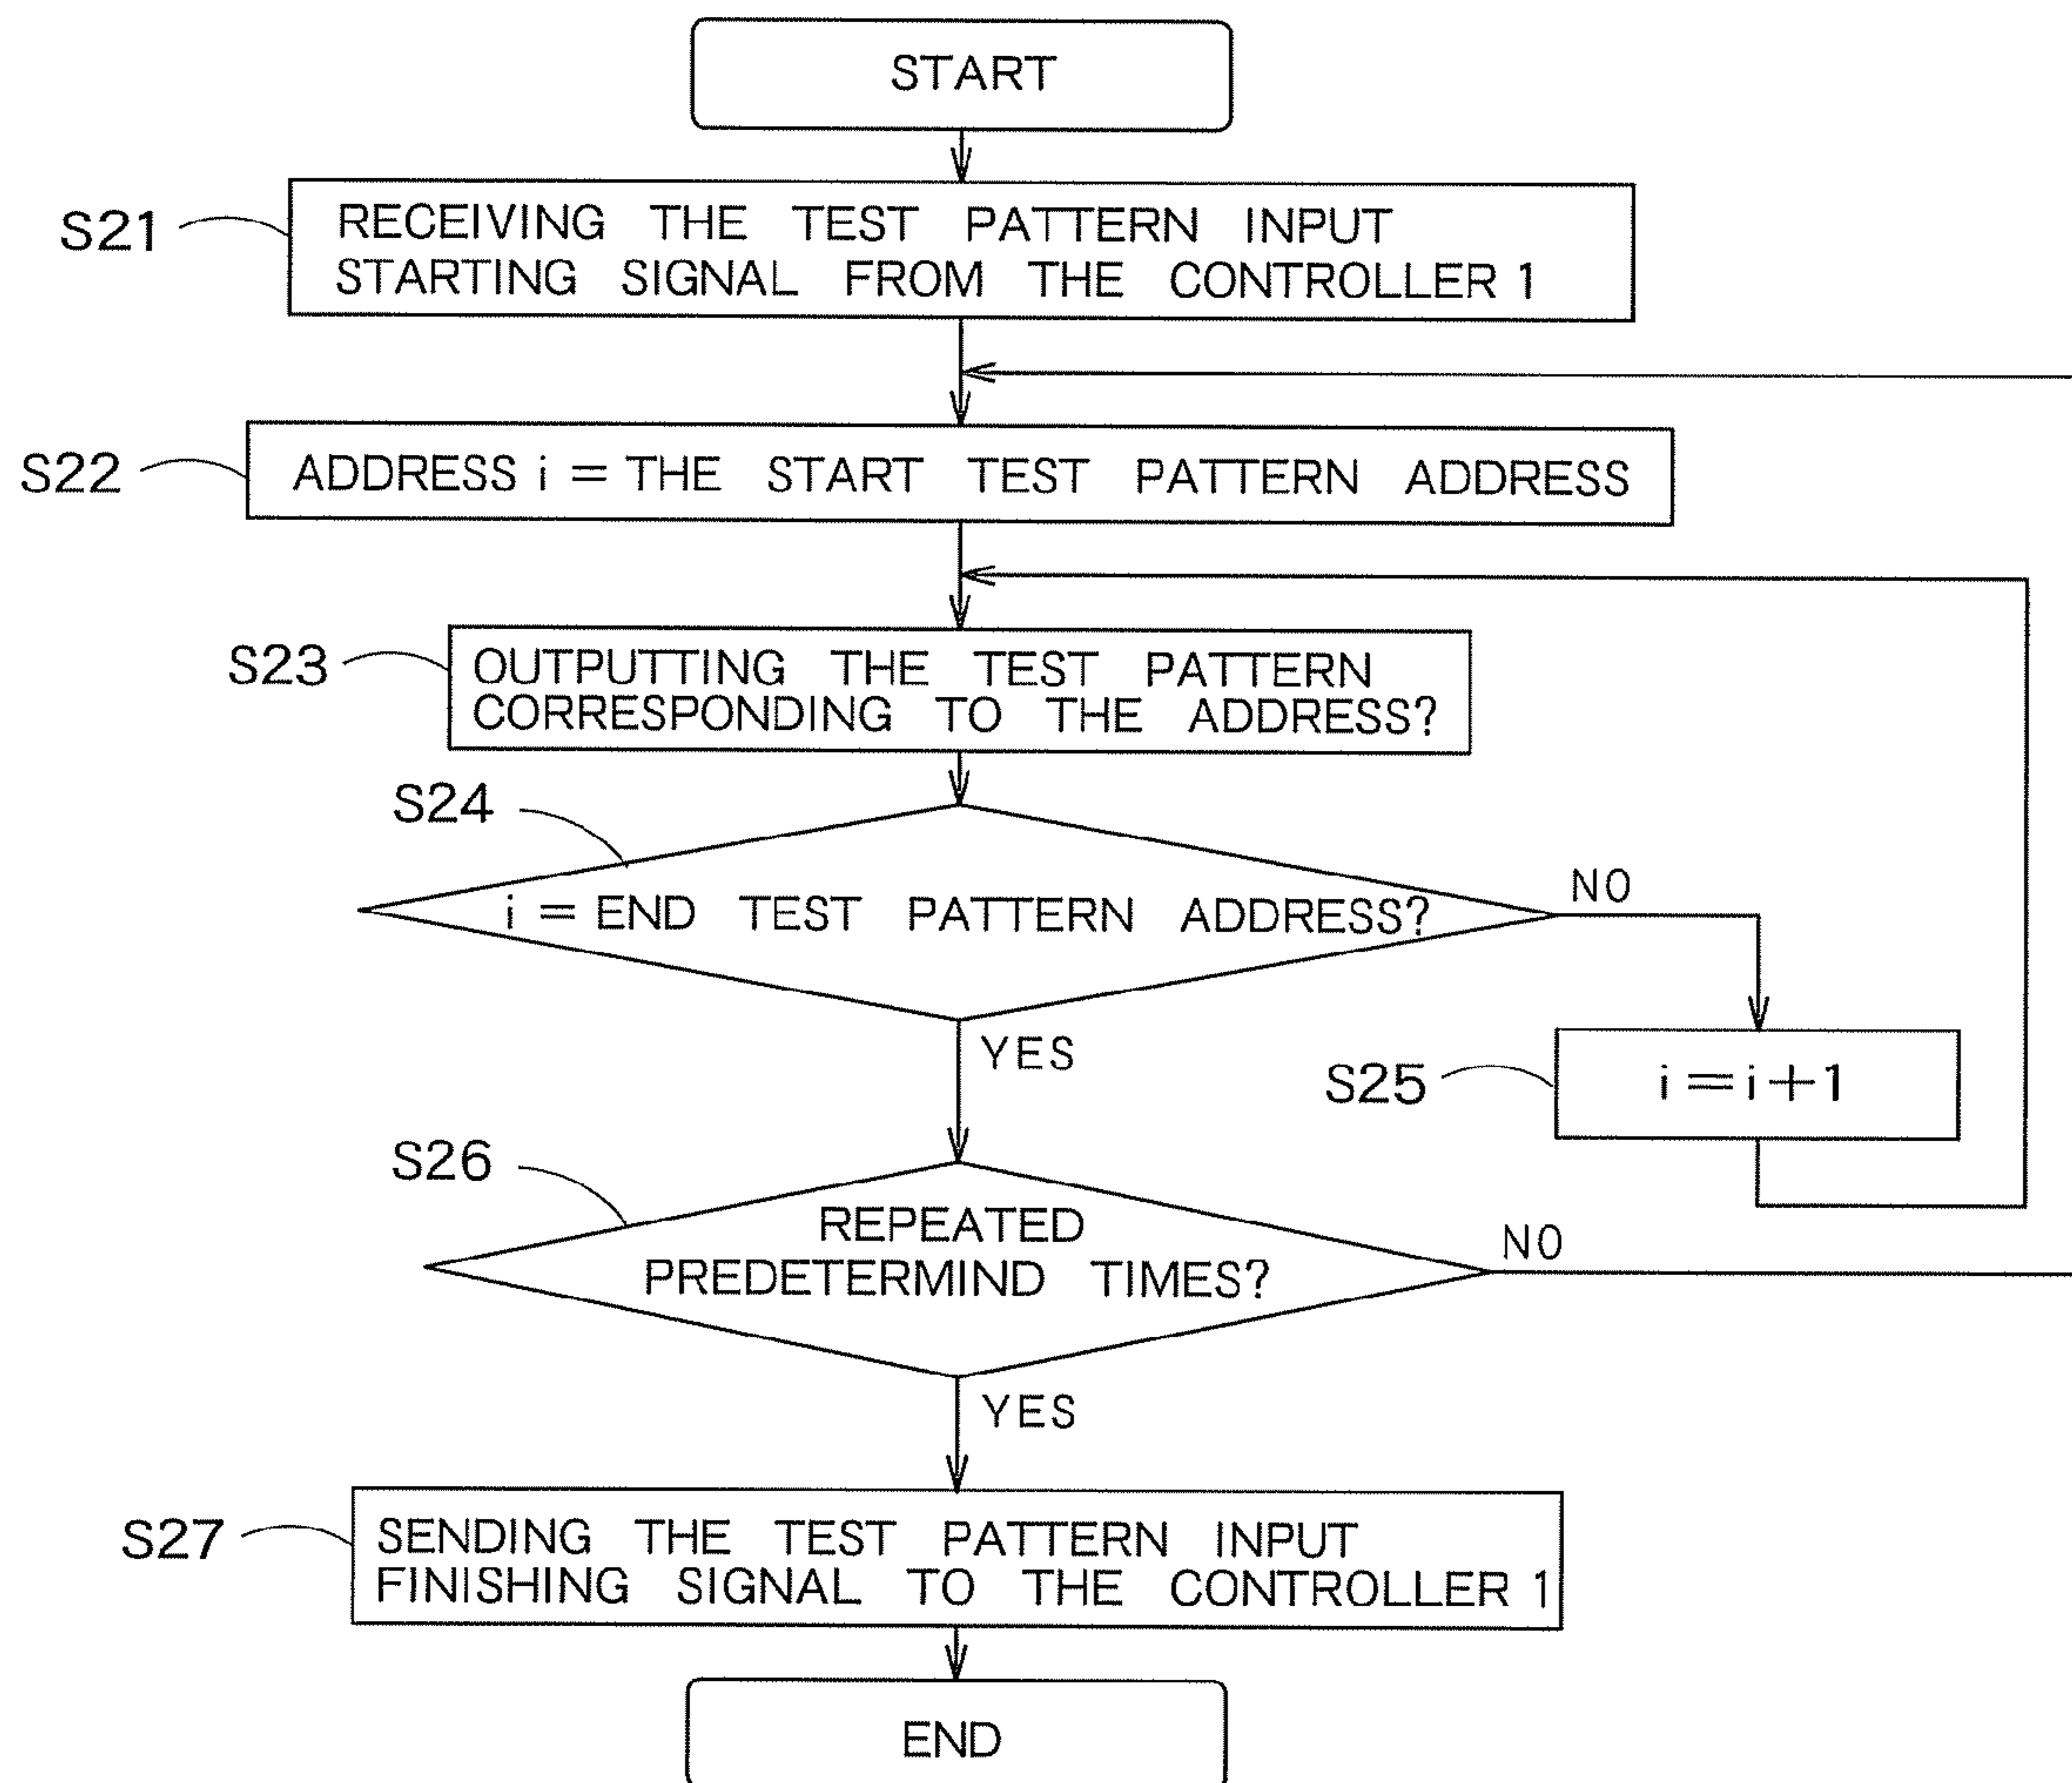 START
S21
RECEIVING THE TEST PATTERN INPUT
STARTING SIGNAL FROM THE CONTROLLER 1
S22
ADDRESS i = THE START TEST PATTERN ADDRESS
S23
OUTPUTTING THE TEST PATTERN
CORRESPONDING TO THE ADDRESS?
S24
i = END TEST PATTERN ADDRESS?
NO
YES
S25
i = i + 1
S26
REPEATED
PREDETERMIND TIMES?
NO
YES
S27
SENDING THE TEST PATTERN INPUT
FINISHING SIGNAL TO THE CONTROLLER 1
END